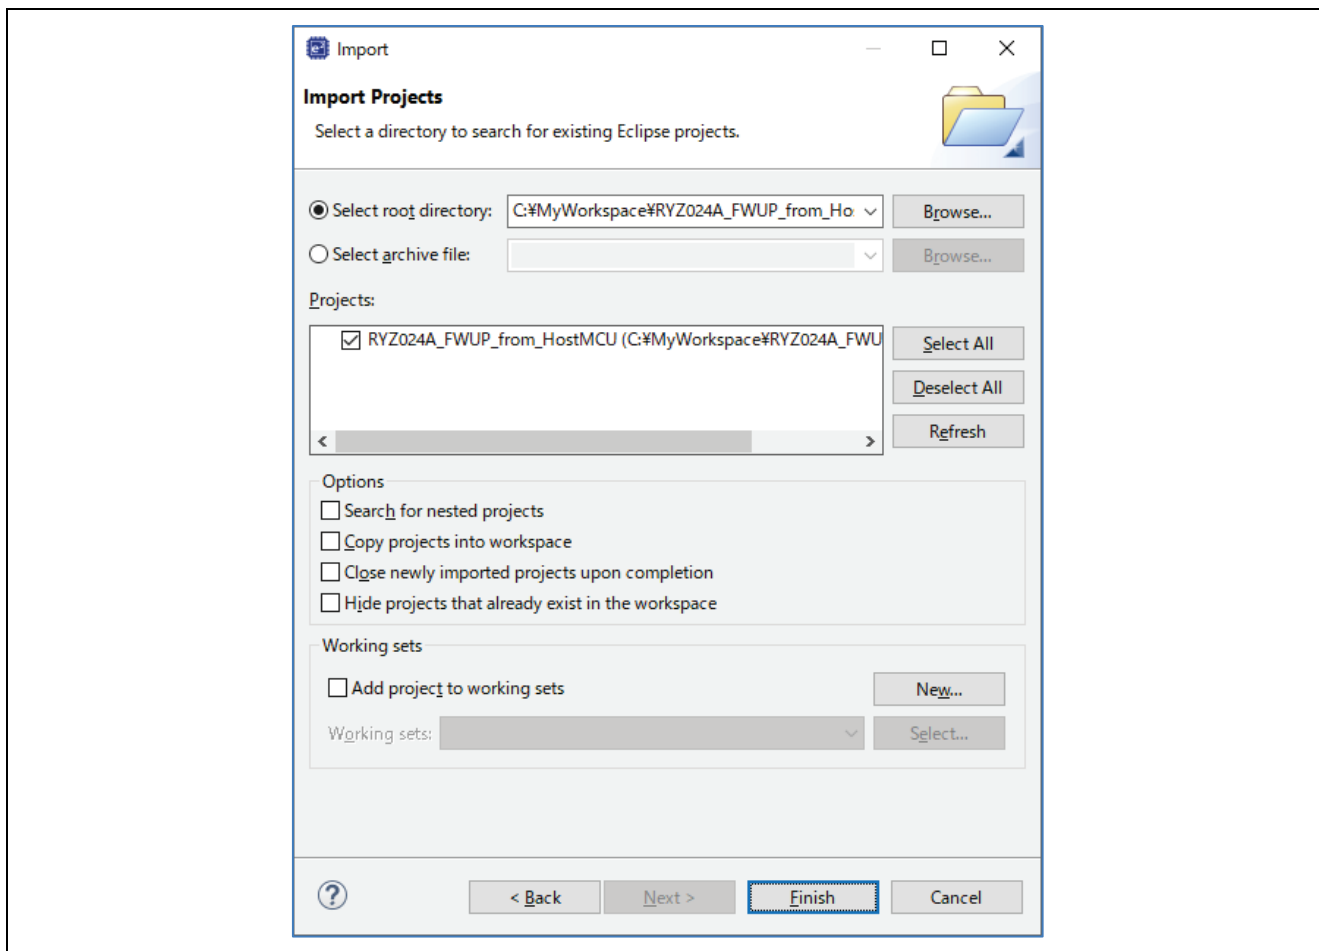 Import
Import Projects
Select a directory to search for existing Eclipse projects.
Select root directory: C:¥MyWorkspace¥RYZ024A_FWUP_from_Ho Browse...
Select archive file: Browse...
Projects:
RYZ024A_FWUP_from_HostMCU (C:¥MyWorkspace¥RYZ024A_FWU
Select All
Deselect All
Refresh
Options
Search for nested projects
Copy projects into workspace
Close newly imported projects upon completion
Hide projects that already exist in the workspace
Working sets
Add project to working sets New...
Working sets: Select...
? < Back Next > Finish Cancel